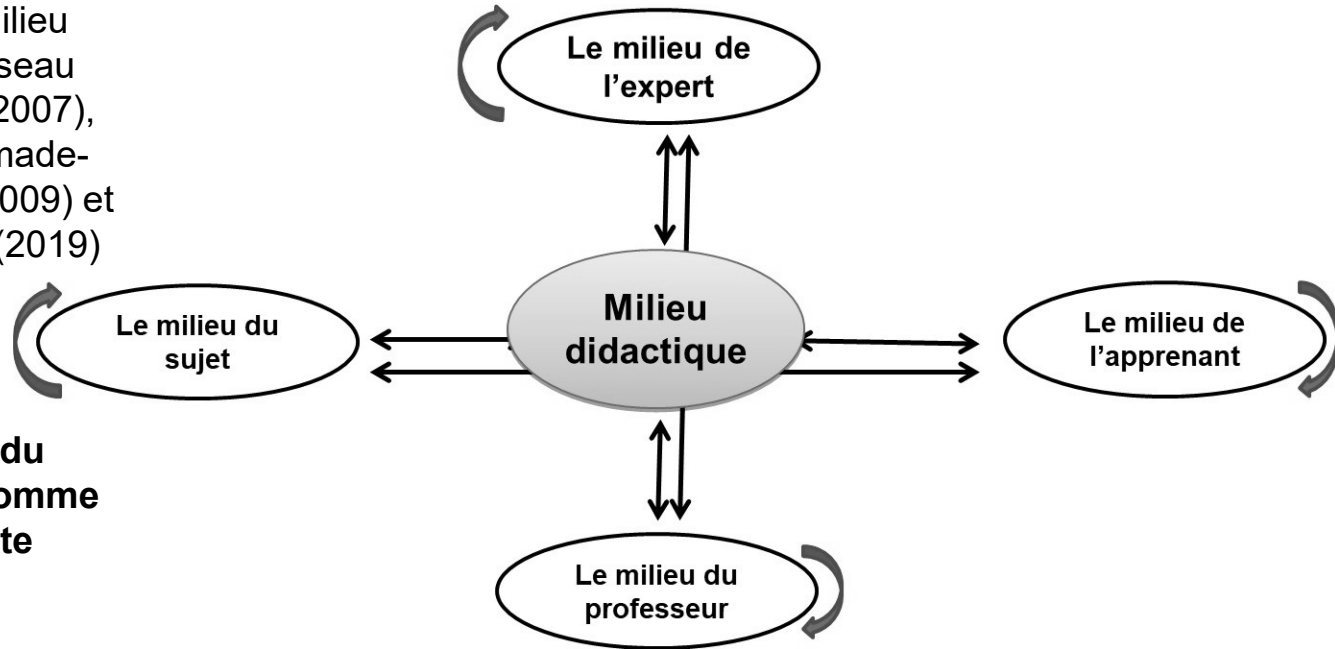 ilieu
seau
2007),
made-
009) et
(2019)
du
omme
te
Le milieu de
l’expert
Le milieu du
sujet
Milieu
didactique
Le milieu de
l’apprenant
Le milieu du
professeur